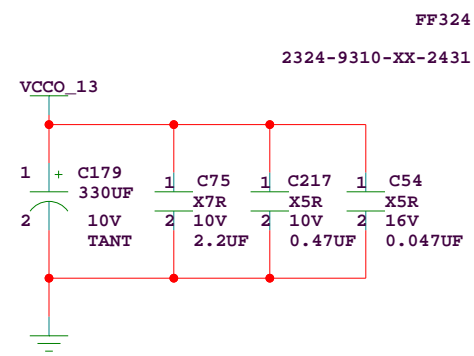 FF324
2324-9310-XX-2431
VCCO_13
1 + C179
330UF
2 10V
TANT
1 C75
X7R
2 10V
2.2UF
1 C217
X5R
2 10V
0.47UF
1 C54
X5R
2 16V
0.047UF